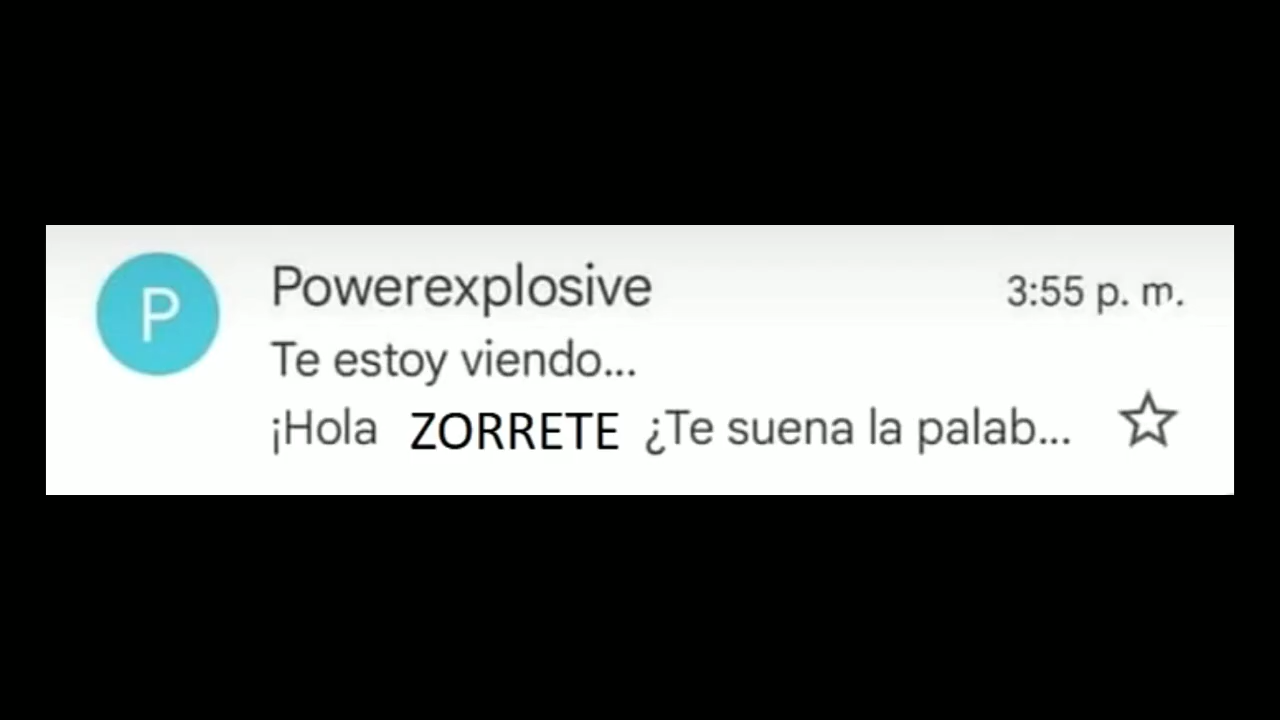 P
Powerexplosive
3:55 p. m.
Te estoy viendo...
¡Hola ZORRETE ¿Te suena la palab...